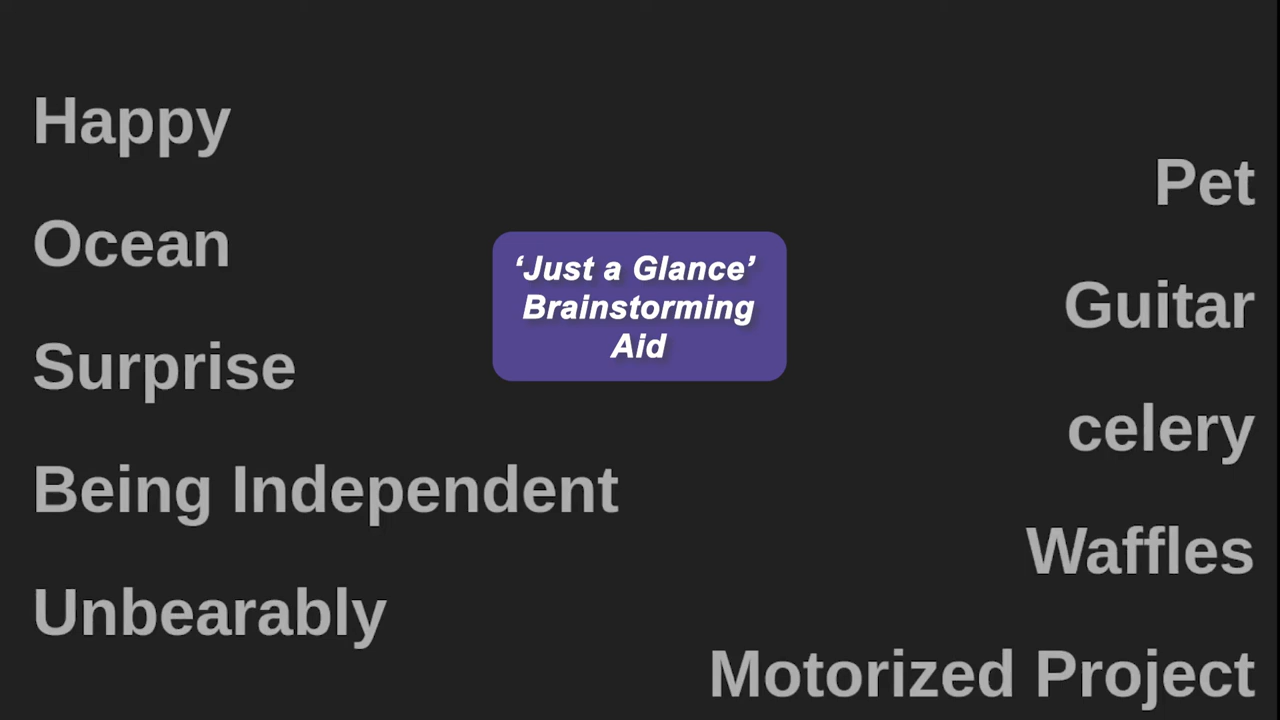 Happy
Pet
Ocean
‘Just a Glance’
Brainstorming
Aid
Guitar
Surprise
celery
Being Independent
Waffles
Unbearably
Motorized Project